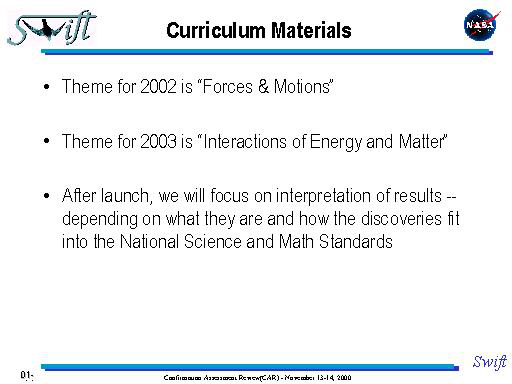 Swift
Curriculum Materials
NASA
• Theme for 2002 is “Forces & Motions”
• Theme for 2003 is “Interactions of Energy and Matter”
• After launch, we will focus on interpretation of results --
depending on what they are and how the discoveries fit
into the National Science and Math Standards
Swift
Confirmation Assessment Review(CAR) - November 13-14, 2000